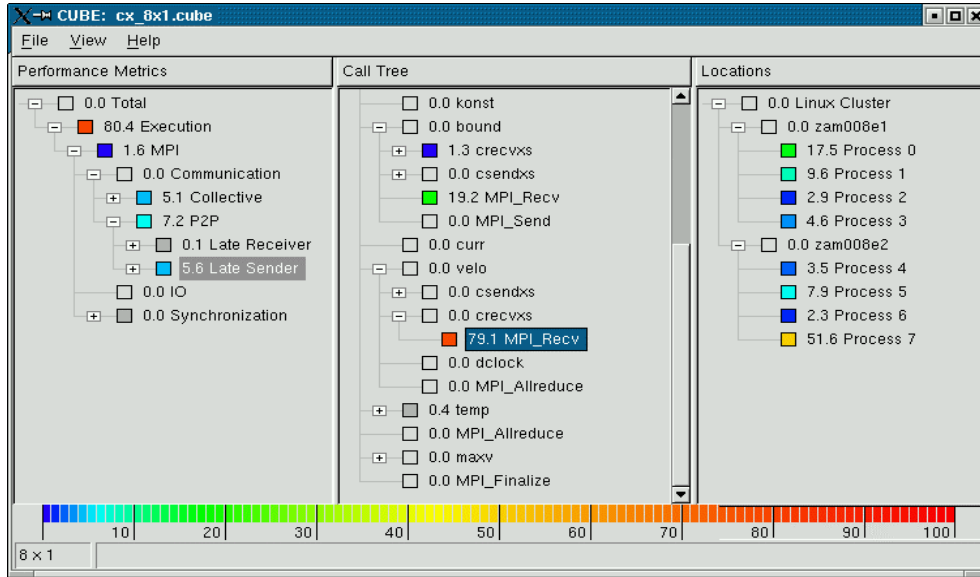 CUBE: cx_8x1.cube
File View Help
Performance Metrics
0.0 Total
80.4 Execution
1.6 MPI
0.0 Communication
5.1 Collective
7.2 P2P
0.1 Late Receiver
5.6 Late Sender
0.0 IO
0.0 Synchronization
Call Tree
0.0 konst
0.0 bound
1.3 crecvxs
0.0 csendxs
19.2 MPI_Recv
0.0 MPI_Send
0.0 curr
0.0 velo
0.0 csendxs
0.0 crecvxs
79.1 MPI_Recv
0.0 dclock
0.0 MPI_Allreduce
0.4 temp
0.0 MPI_Allreduce
0.0 maxv
0.0 MPI_Finalize
Locations
0.0 Linux Cluster
0.0 zam008e1
17.5 Process 0
9.6 Process 1
2.9 Process 2
4.6 Process 3
0.0 zam008e2
3.5 Process 4
7.9 Process 5
2.3 Process 6
51.6 Process 7
10 20 30 40 50 60 70 80 90 100
8 x 1